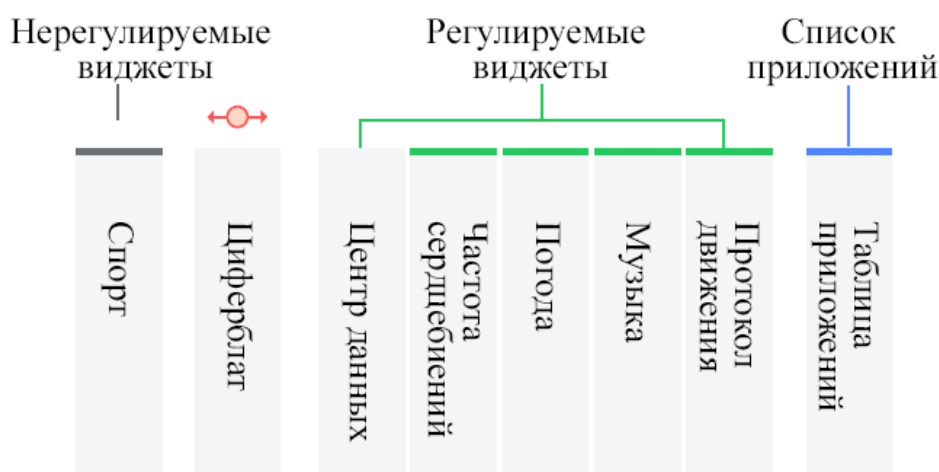 Нерегулируемые
виджеты
Регулируемые
виджеты
Список
приложений
Спорт
Циферблат
Центр данных
Частота
сердцебиений
Погода
Музыка
Протокол
движения
Таблица
приложений